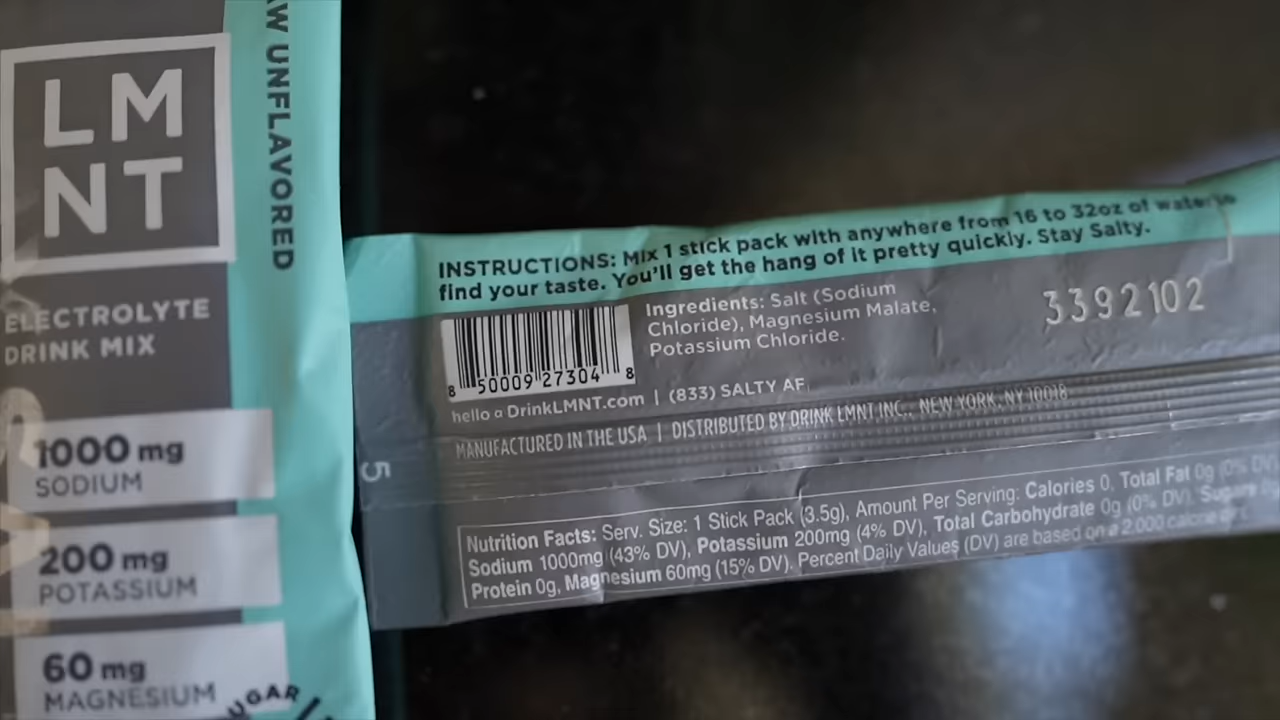 LM
NT
W UNFLAVORED
ELECTROLYTE
DRINK MIX
1000 mg
SODIUM
200 mg
POTASSIUM
60 mg
MAGNESIUM
UGAR
INSTRUCTIONS: Mix 1 stick pack with anywhere from 16 to 32oz of water to
find your taste. You'll get the hang of it pretty quickly. Stay Salty.
Ingredients: Salt (Sodium
Chloride), Magnesium Malate,
Potassium Chloride.
3392102
8 50009 27304 8
hello a DrinkLMNT.com | (833) SALTY AF
MANUFACTURED IN THE USA | DISTRIBUTED BY DRINK LMNT INC., NEW YORK, NY 10018
5
Nutrition Facts: Serv. Size: 1 Stick Pack (3.5g), Amount Per Serving: Calories 0, Total Fat 0g (0% DV)
Sodium 1000mg (43% DV), Potassium 200mg (4% DV), Total Carbohydrate 0g (0% DV), Sugars 0g
Protein 0g, Magnesium 60mg (15% DV). Percent Daily Values (DV) are based on a 2,000 calorie